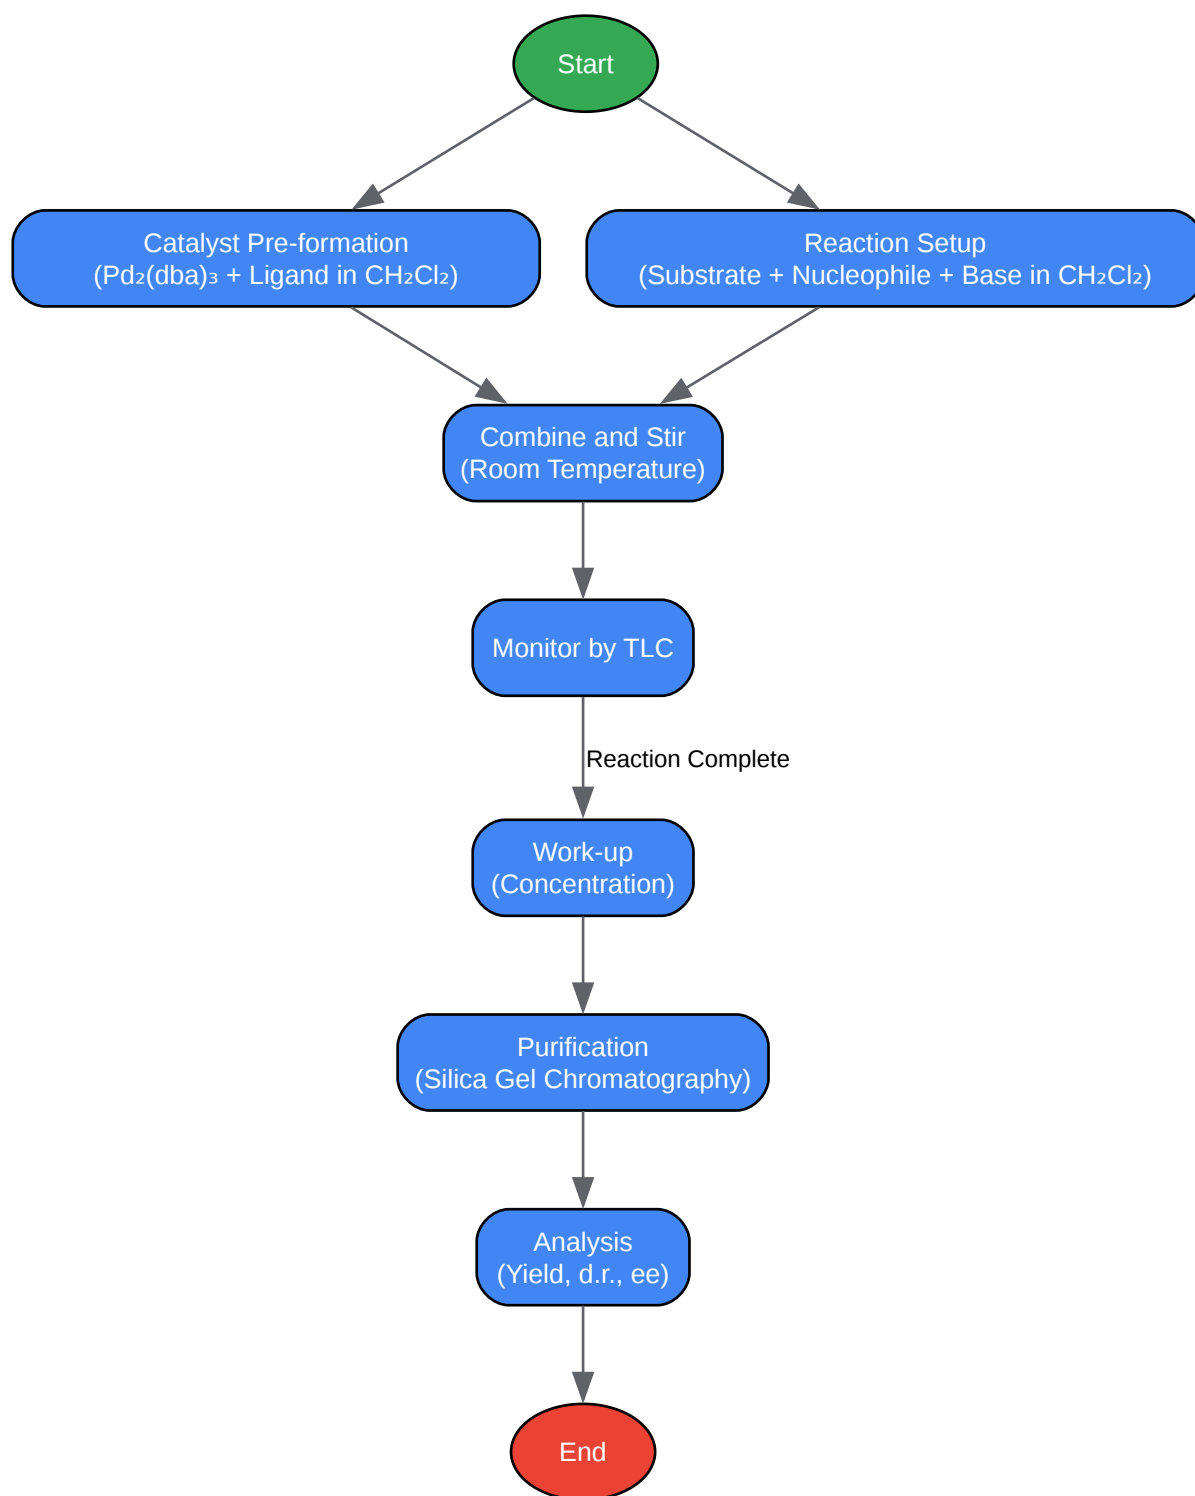 Start
Catalyst Pre-formation
(Pd₂(dba)₃ + Ligand in CH₂Cl₂)
Reaction Setup
(Substrate + Nucleophile + Base in CH₂Cl₂)
Combine and Stir
(Room Temperature)
Monitor by TLC
Reaction Complete
Work-up
(Concentration)
Purification
(Silica Gel Chromatography)
Analysis
(Yield, d.r., ee)
End